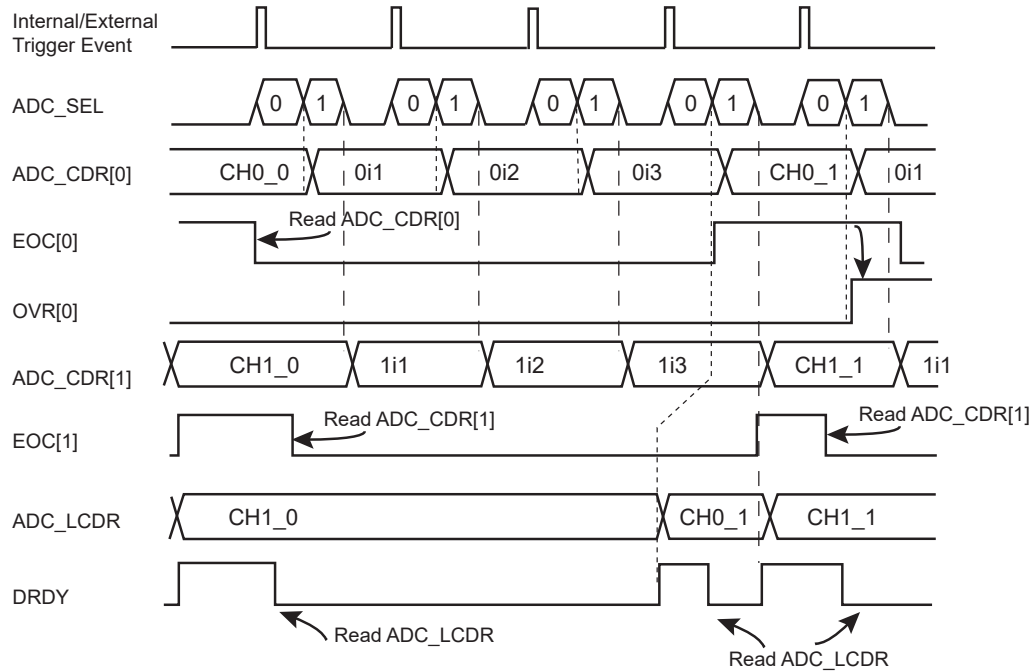 Internal/External
Trigger Event
ADC_SEL
0 1 0 1 0 1 0 1 0 1
ADC_CDR[0]
CH0_0 0i1 0i2 0i3 CH0_1 0i1
EOC[0]
Read ADC_CDR[0]
OVR[0]
ADC_CDR[1]
CH1_0 1i1 1i2 1i3 CH1_1 1i1
EOC[1]
Read ADC_CDR[1]
Read ADC_CDR[1]
ADC_LCDR
CH1_0 CH0_1 CH1_1
DRDY
Read ADC_LCDR
Read ADC_LCDR